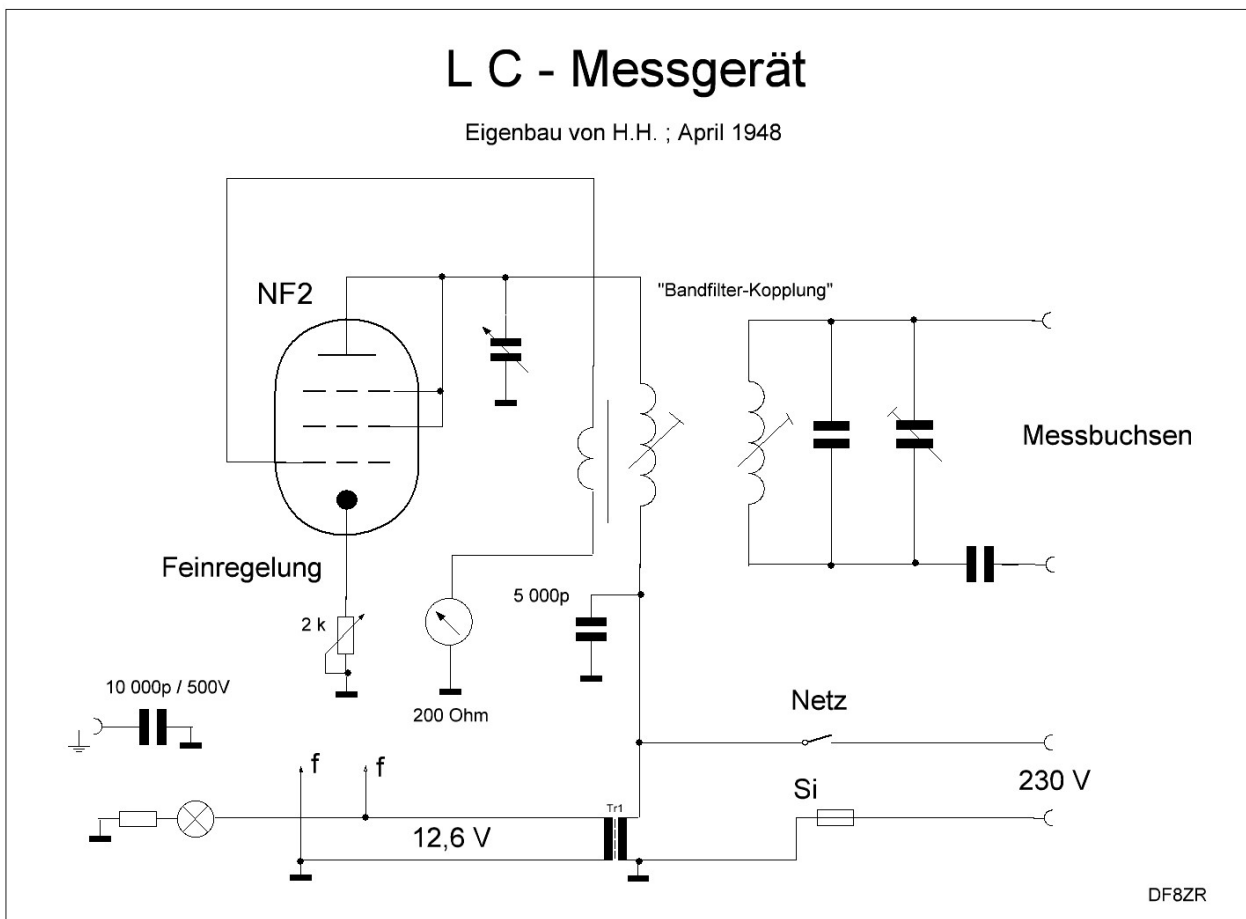 L C - Messgerät
Eigenbau von H.H. ; April 1948
NF2
"Bandfilter-Kopplung"
Messbuchsen
Feinregelung
2 k
5 000p
10 000p / 500V
200 Ohm
Netz
f
f
230 V
Si
Tr1
12,6 V
DF8ZR